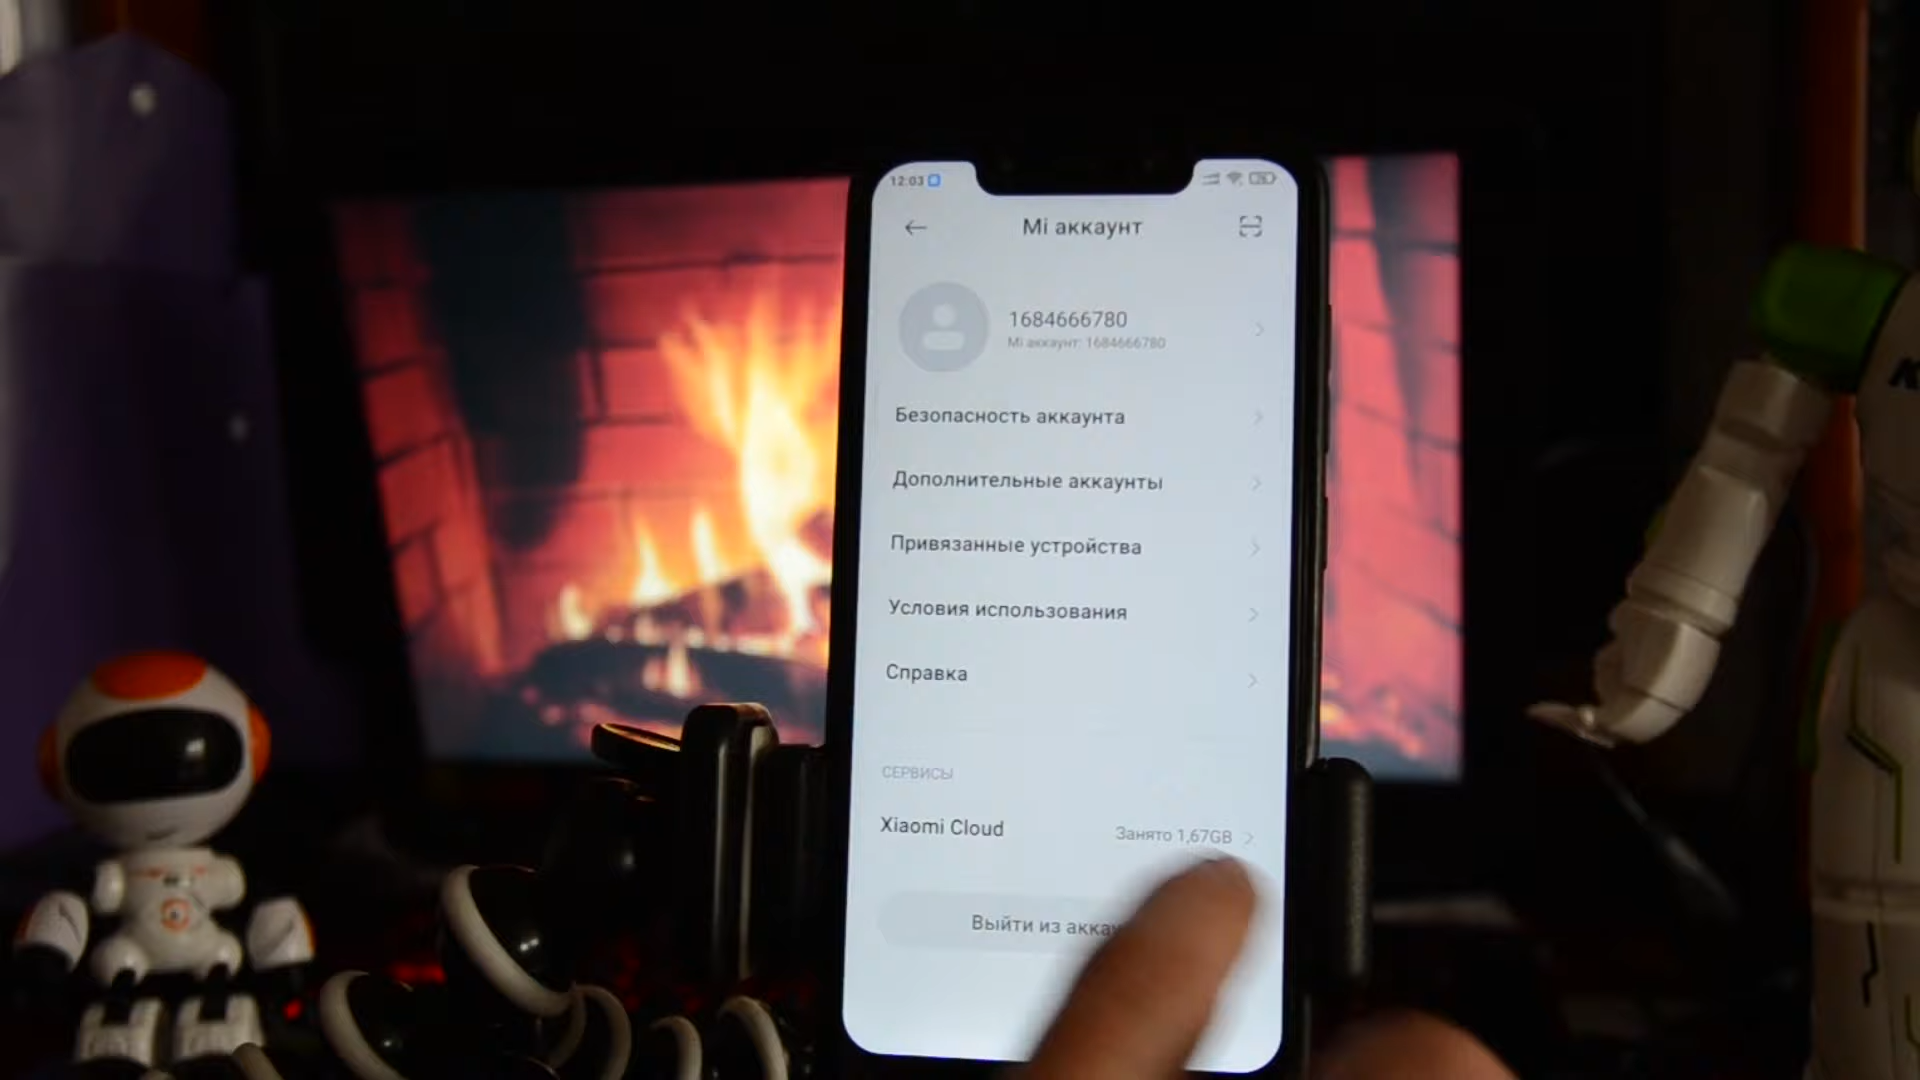 12:03
Mi аккаунт
1684666780
Mi аккаунт: 1684666780
Безопасность аккаунта
Дополнительные аккаунты
Привязанные устройства
Условия использования
Справка
СЕРВИСЫ
Xiaomi Cloud
Занято 1,67GB
Выйти из